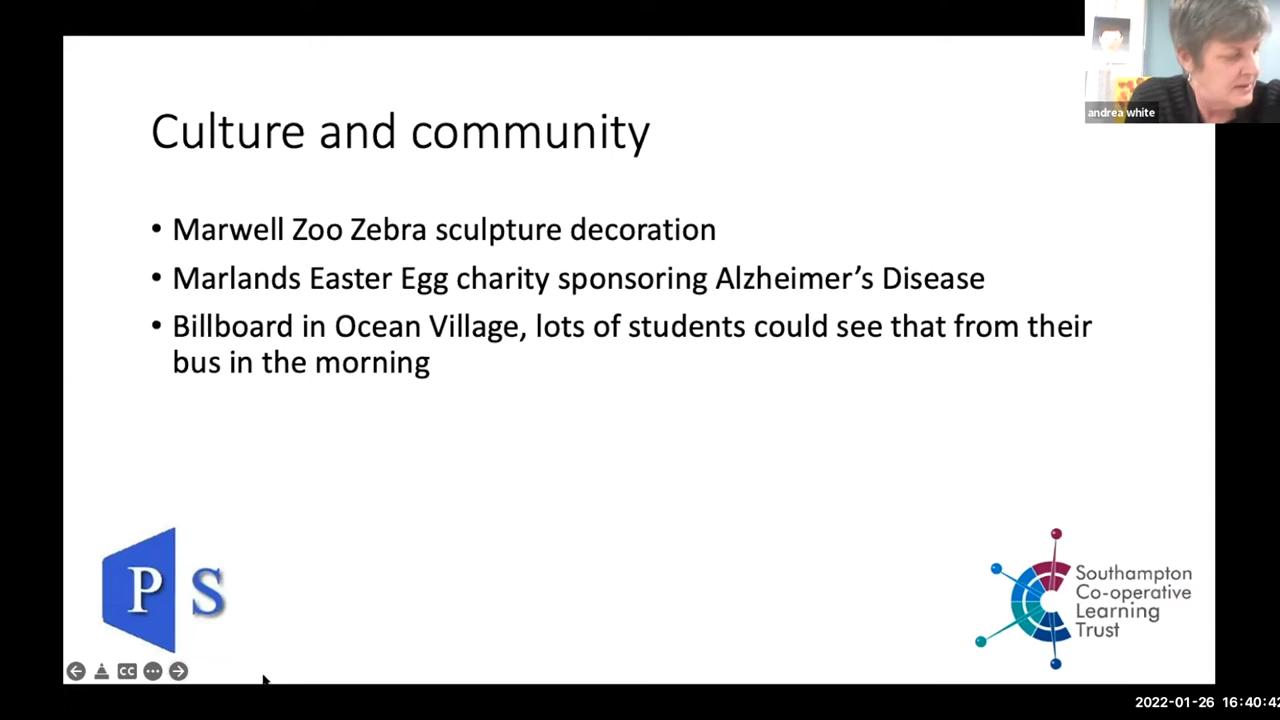 andrea white
Culture and community
• Marwell Zoo Zebra sculpture decoration
• Marlands Easter Egg charity sponsoring Alzheimer’s Disease
• Billboard in Ocean Village, lots of students could see that from their
bus in the morning
P S
Southampton
Co-operative
Learning
Trust
CC
2022-01-26 16:40:42